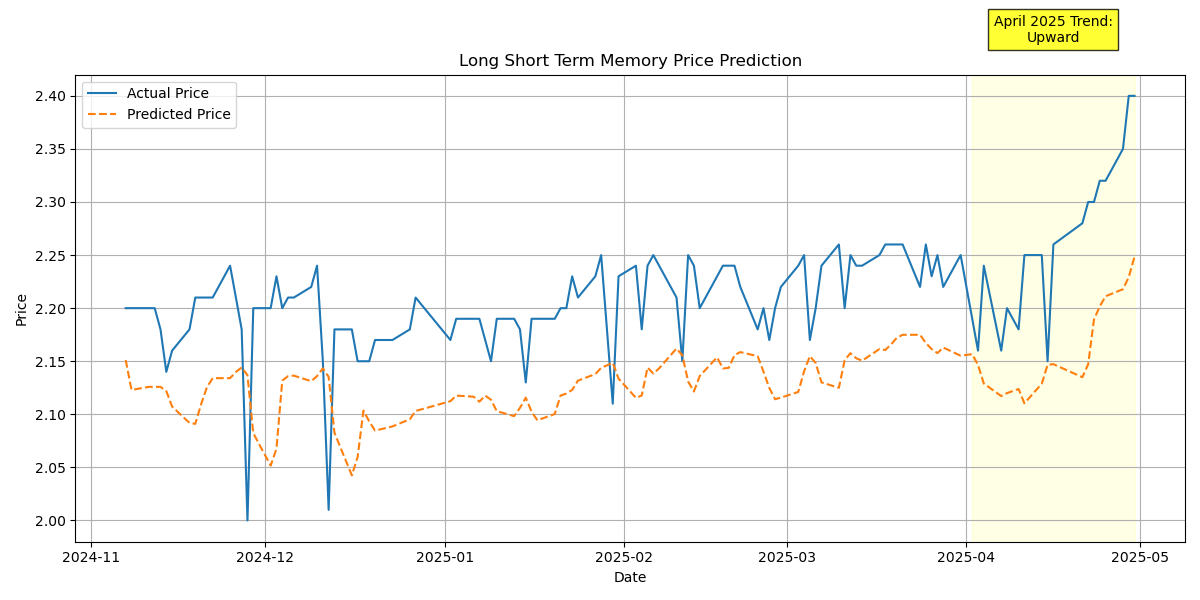 April 2025 Trend:
Upward
Long Short Term Memory Price Prediction
Actual Price
Predicted Price
2.40
2.35
2.30
2.25
2.20
2.15
2.10
2.05
2.00
Price
2024-11 2024-12 2025-01 2025-02 2025-03 2025-04 2025-05
Date